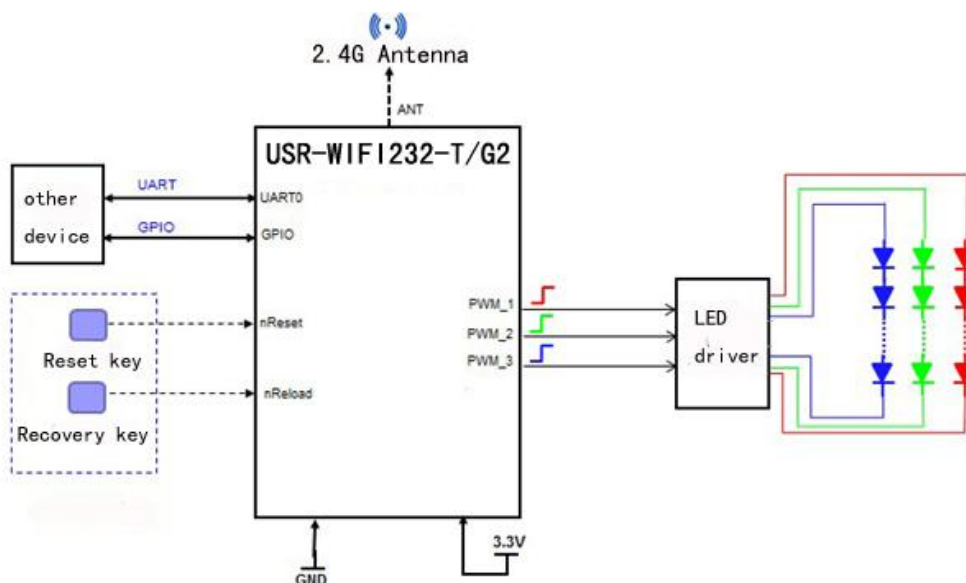 2.4G Antenna
ANT
USR-WIFI232-T/G2
other
device
UART
UART0
GPIO
GPIO
Reset key
nReset
Recovery key
nReload
PWM_1
PWM_2
PWM_3
LED
driver
GND
3.3V